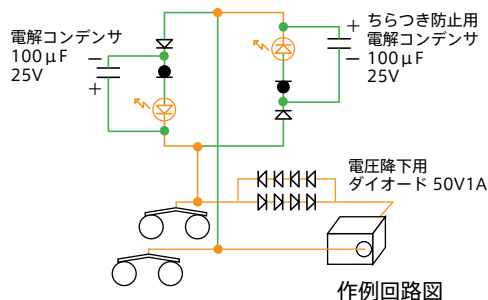 電解コンデンサ
100μF
25V
−
+
+
−
ちらつき防止用
電解コンデンサ
100μF
25V
電圧降下用
ダイオード 50V1A
作例回路図